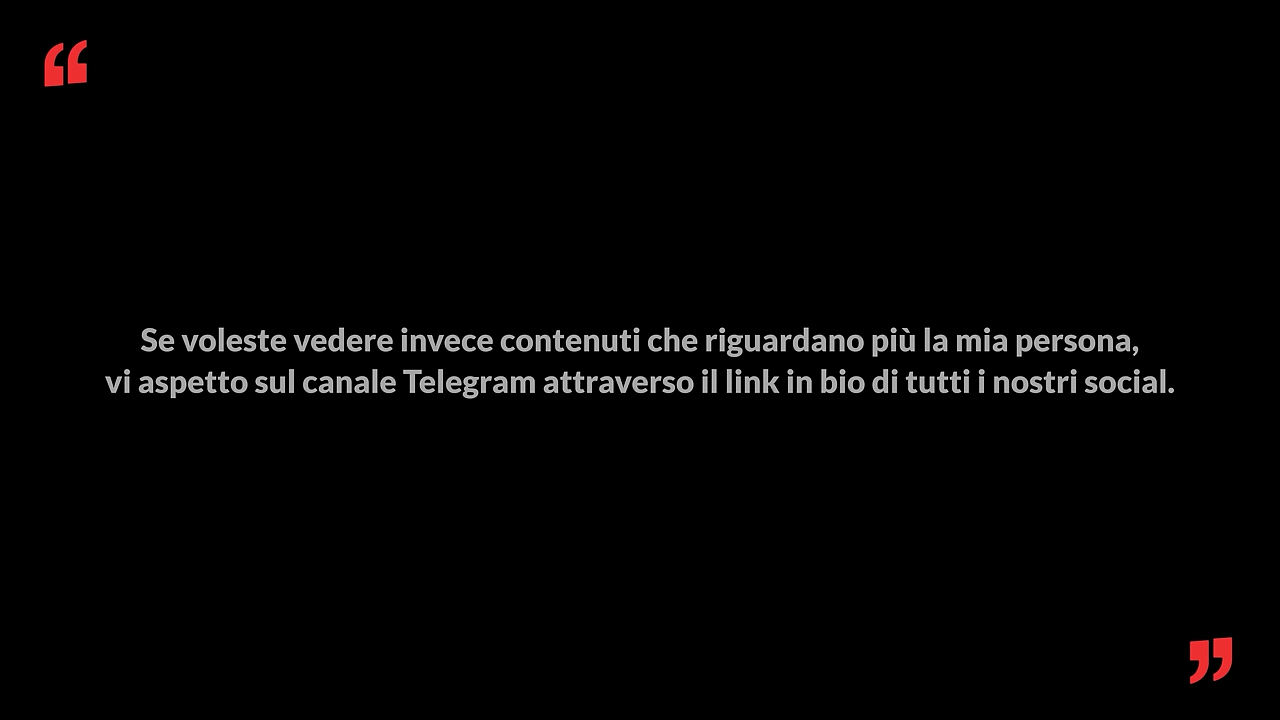 “
Se voleste vedere invece contenuti che riguardano più la mia persona,
vi aspetto sul canale Telegram attraverso il link in bio di tutti i nostri social.
”